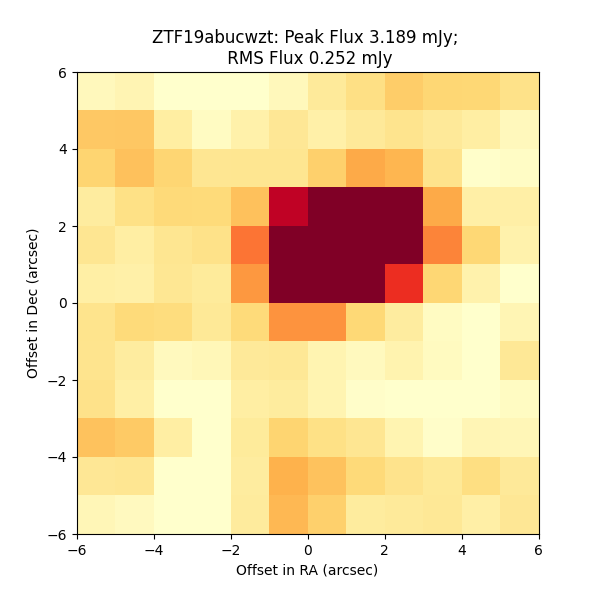 ZTF19abucwzt: Peak Flux 3.189 mJy;
RMS Flux 0.252 mJy
6
4
2
0
−2
−4
−6
Offset in Dec (arcsec)
−6 −4 −2 0 2 4 6
Offset in RA (arcsec)